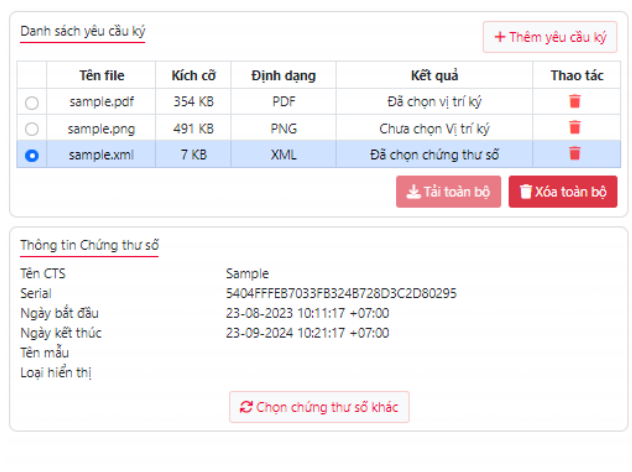 Danh sách yêu cầu ký
+ Thêm yêu cầu ký
Tên file Kích cỡ Định dạng Kết quả Thao tác
sample.pdf 354 KB PDF Đã chọn vị trí ký
sample.png 491 KB PNG Chưa chọn Vị trí ký
sample.xml 7 KB XML Đã chọn chứng thư số
Tải toàn bộ Xóa toàn bộ
Thông tin Chứng thư số
Tên CTS Sample
Serial 5404FFFEB7033FB324B728D3C2D80295
Ngày bắt đầu 23-08-2023 10:11:17 +07:00
Ngày kết thúc 23-09-2024 10:21:17 +07:00
Tên mẫu
Loại hiển thị
Chọn chứng thư số khác